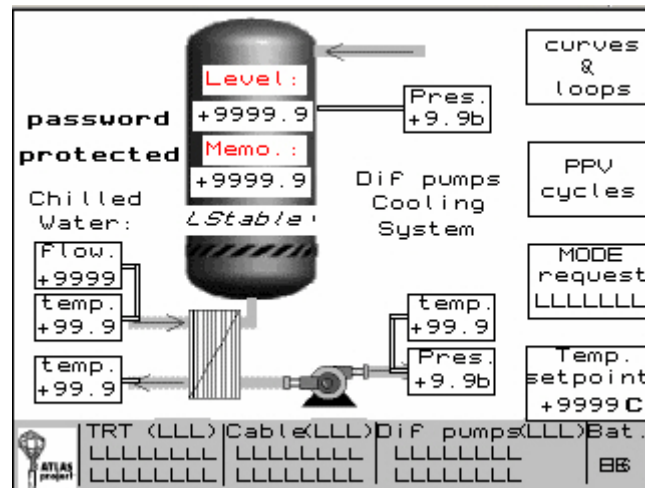 Level:
+9999.9
Memo.:
+9999.9
LStable
password
protected
Pres.
+9.9b
curves
&
loops
PPV
cycles
MODE
request
LLLLLLL
Temp.
setpoint
+9999 C
Chilled
Water:
Flow.
+9999
temp.
+99.9
temp.
+99.9
Dif pumps
Cooling
System
temp.
+99.9
Pres.
+9.9b
ATLAS
project
TRT (LLL)
LLLLLLLL
LLLLLLLL
Cable(LLL)
LLLLLLLL
LLLLLLLL
Dif pumps(LLL)
LLLLLLLL
LLLLLLLL
Bat.